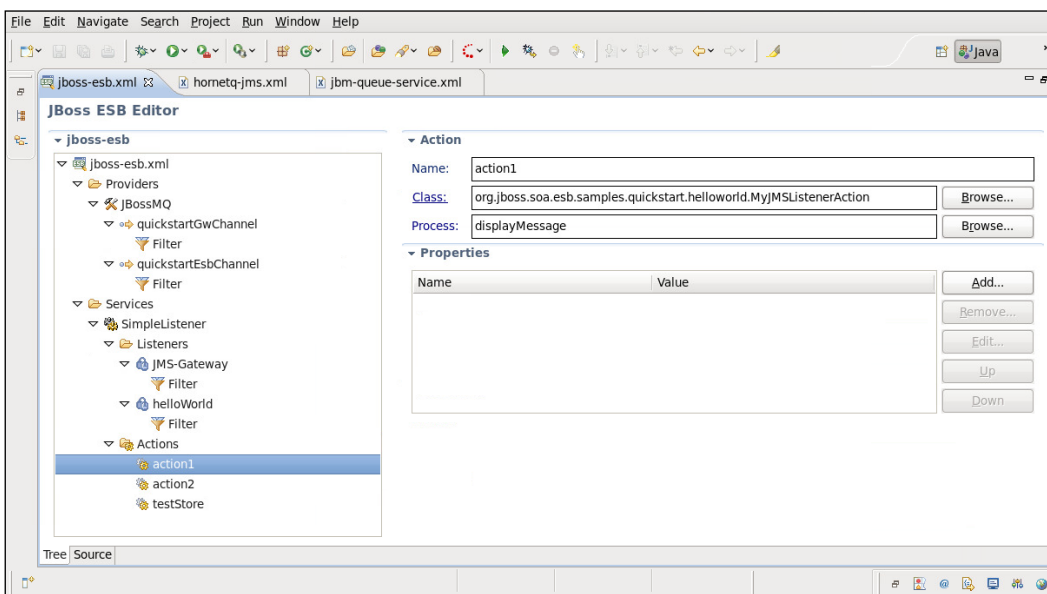 File Edit Navigate Search Project Run Window Help
Java
jboss-esb.xml hornetq-jms.xml jbm-queue-service.xml
JBoss ESB Editor
jboss-esb
jboss-esb.xml
Providers
JBossMQ
quickstartGwChannel
Filter
quickstartEsbChannel
Filter
Services
SimpleListener
Listeners
JMS-Gateway
Filter
helloWorld
Filter
Actions
action1
action2
testStore
Action
Name: action1
Class: org.jboss.soa.esb.samples.quickstart.helloworld.MyJMSListenerAction Browse...
Process: displayMessage Browse...
Properties
Name Value
Add...
Remove...
Edit...
Up
Down
Tree Source